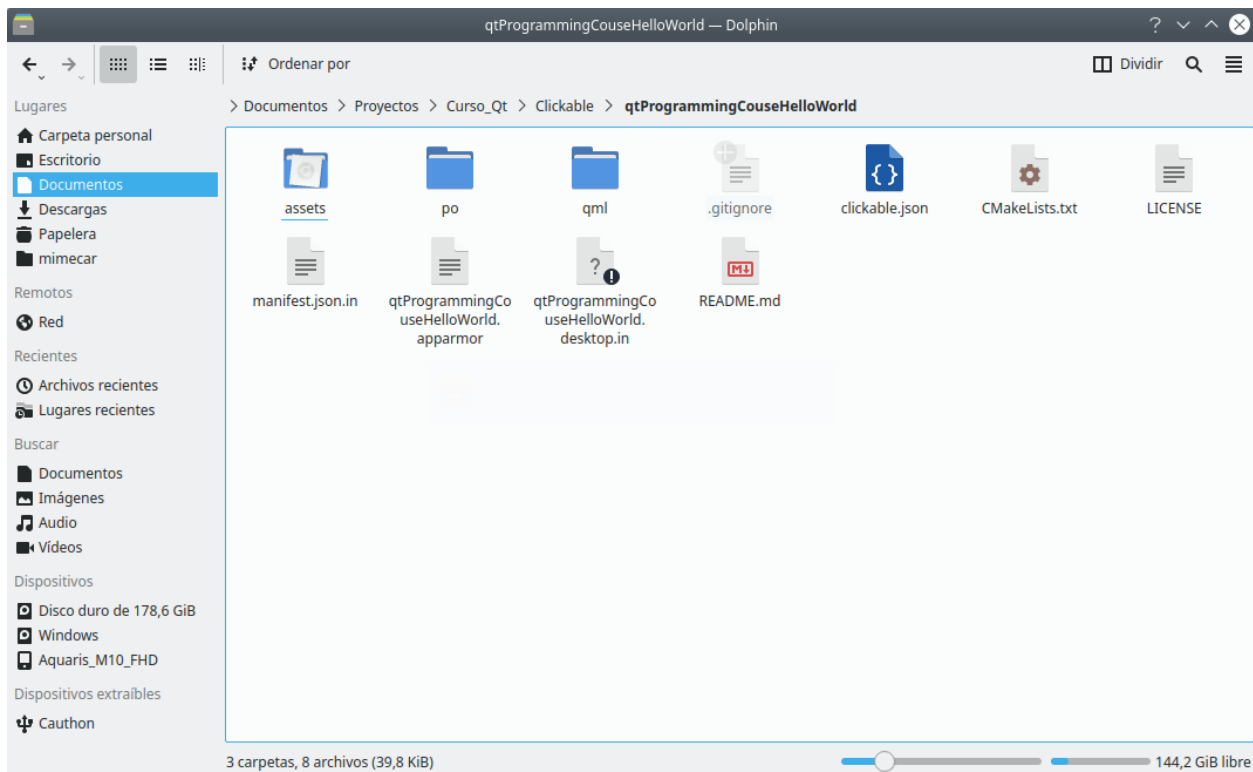 qtProgrammingCouseHelloWorld — Dolphin
Ordenar por
Dividir
Lugares
Carpeta personal
Escritorio
Documentos
Descargas
Papelera
mimecar
Remotos
Red
Recientes
Archivos recientes
Lugares recientes
Buscar
Documentos
Imágenes
Audio
Vídeos
Dispositivos
Disco duro de 178,6 GiB
Windows
Aquaris_M10_FHD
Dispositivos extraíbles
Cauthon
> Documentos > Proyectos > Curso_Qt > Clickable > qtProgrammingCouseHelloWorld
assets
po
qml
.gitignore
clickable.json
CMakeLists.txt
LICENSE
manifest.json.in
qtProgrammingCo
useHelloWorld.
apparmor
qtProgrammingCo
useHelloWorld.
desktop.in
README.md
3 carpetas, 8 archivos (39,8 KiB)
144,2 GiB libre